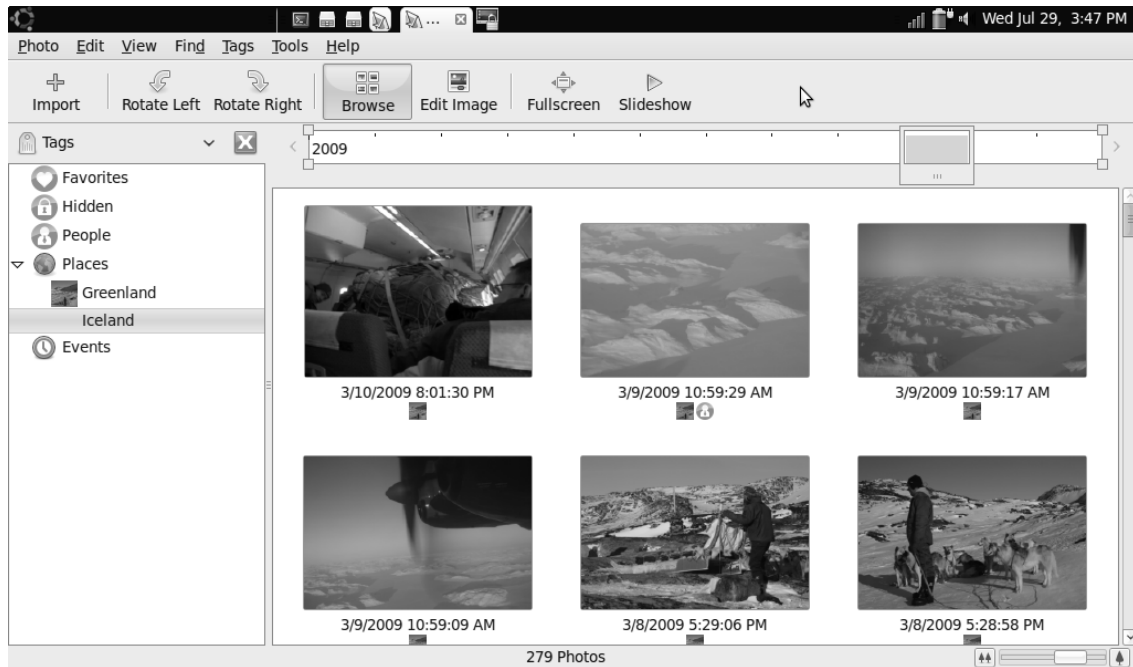 ... Wed Jul 29, 3:47 PM
Photo Edit View Find Tags Tools Help
Import Rotate Left Rotate Right Browse Edit Image Fullscreen Slideshow
Tags
2009
Favorites
Hidden
People
Places
Greenland
Iceland
Events
3/10/2009 8:01:30 PM 3/9/2009 10:59:29 AM 3/9/2009 10:59:17 AM
3/9/2009 10:59:09 AM 3/8/2009 5:29:06 PM 3/8/2009 5:28:58 PM
279 Photos